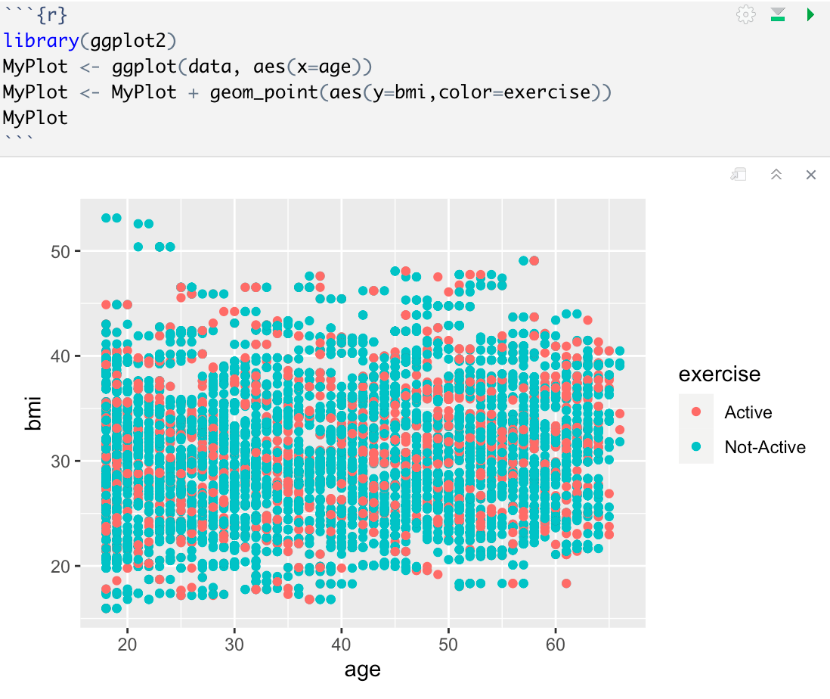 ```{r}
library(ggplot2)
MyPlot <- ggplot(data, aes(x=age))
MyPlot <- MyPlot + geom_point(aes(y=bmi,color=exercise))
MyPlot
```
50
40
30
20
bmi
20 30 40 50 60
age
exercise
Active
Not-Active